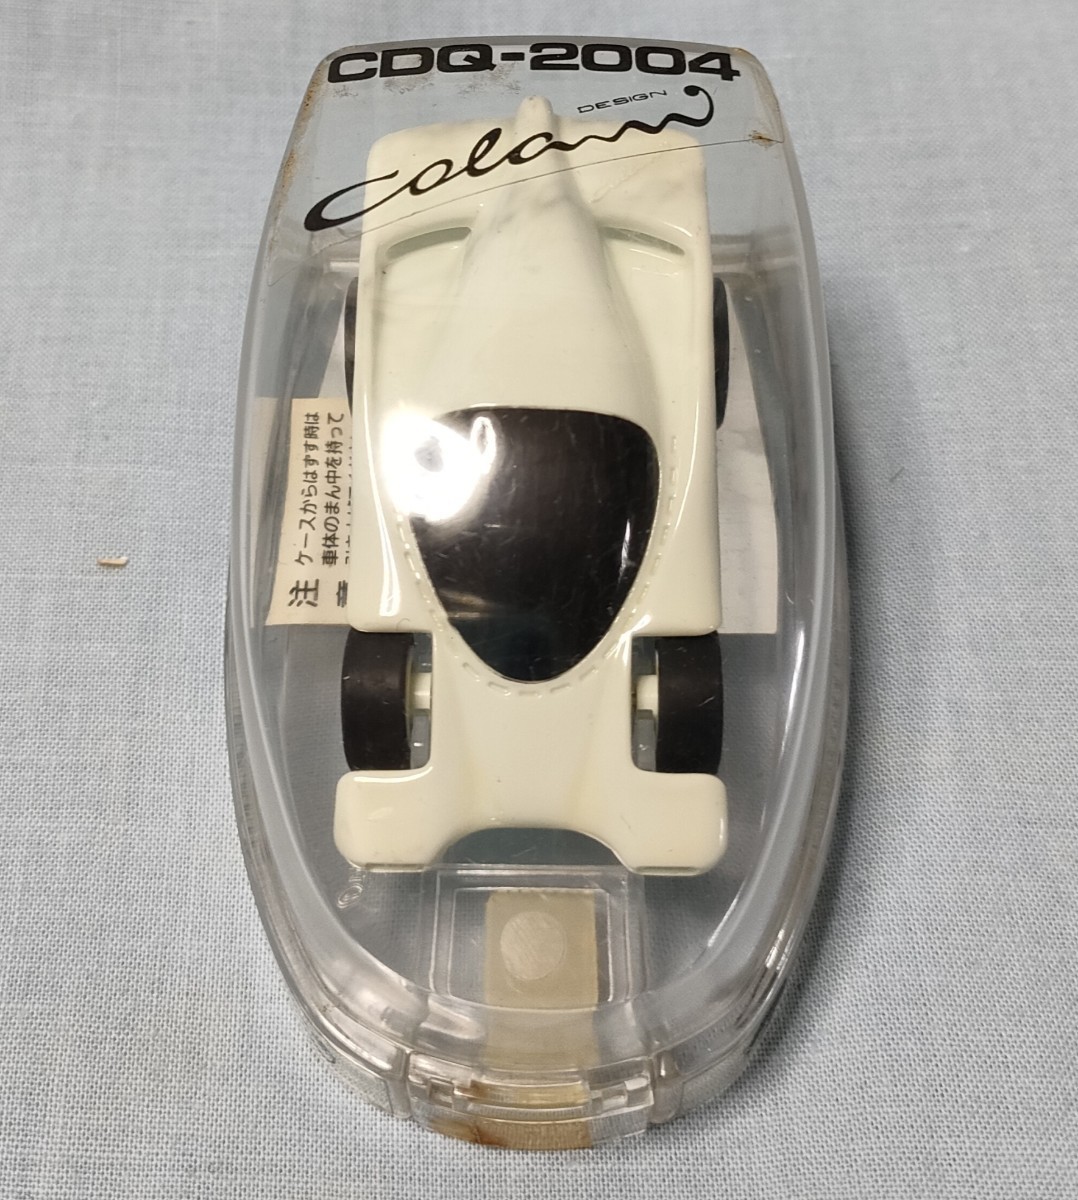 CDQ-2004
DESIGN
Colani
注
ケースからはずす時は
車体のまん中を持って